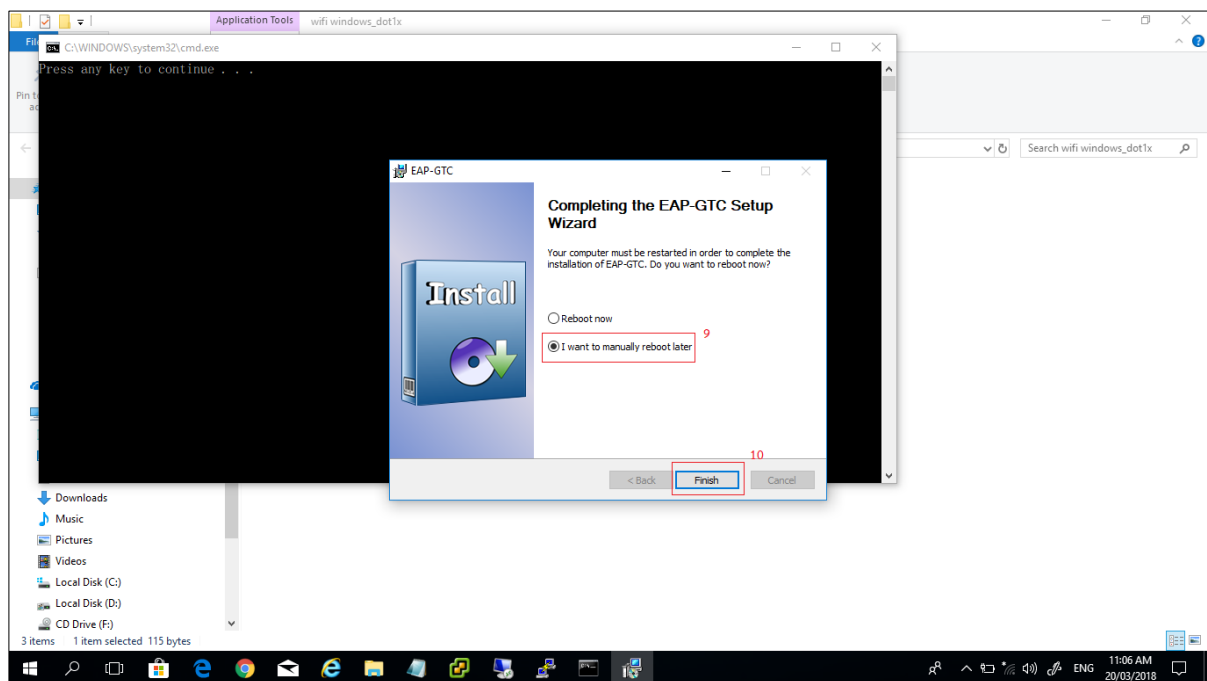 Application Tools
wifi windows_dot1x
C:\WINDOWS\system32\cmd.exe
Press any key to continue . . .
Search wifi windows_dot1x
EAP-GTC
Completing the EAP-GTC Setup
Wizard
Your computer must be restarted in order to complete the
installation of EAP-GTC. Do you want to reboot now?
Install
Reboot now
9
I want to manually reboot later
10
< Back
Finish
Cancel
Downloads
Music
Pictures
Videos
Local Disk (C:)
Local Disk (D:)
CD Drive (F:)
3 items
1 item selected 115 bytes
ENG
11:06 AM
20/03/2018